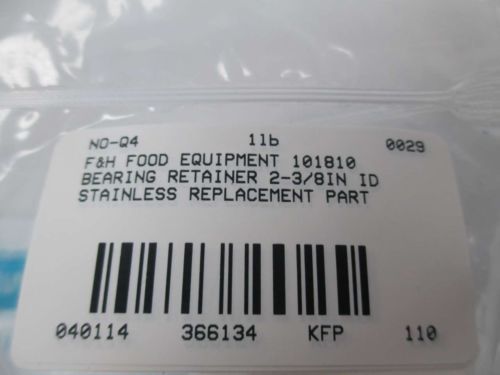 NO-Q4 1lb 0029
F&H FOOD EQUIPMENT 101810
BEARING RETAINER 2-3/8IN ID
STAINLESS REPLACEMENT PART
040114 366134 KFP 110